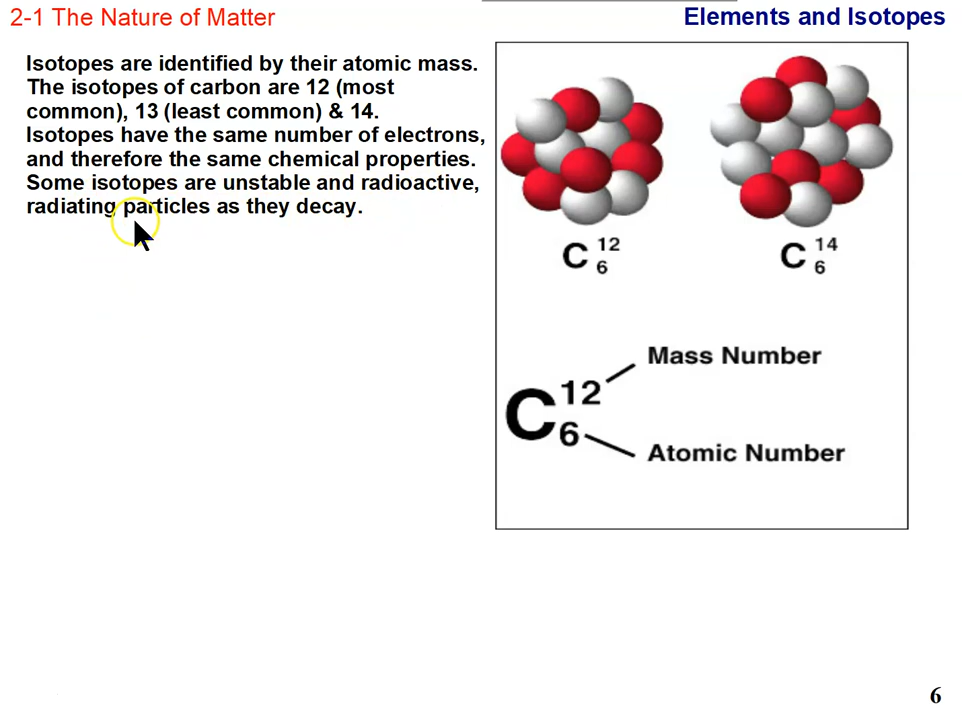 2-1 The Nature of Matter
Elements and Isotopes
Isotopes are identified by their atomic mass.
The isotopes of carbon are 12 (most
common), 13 (least common) & 14.
Isotopes have the same number of electrons,
and therefore the same chemical properties.
Some isotopes are unstable and radioactive,
radiating particles as they decay.
C 12 6
C 14 6
Mass Number
C 12 6
Atomic Number
6